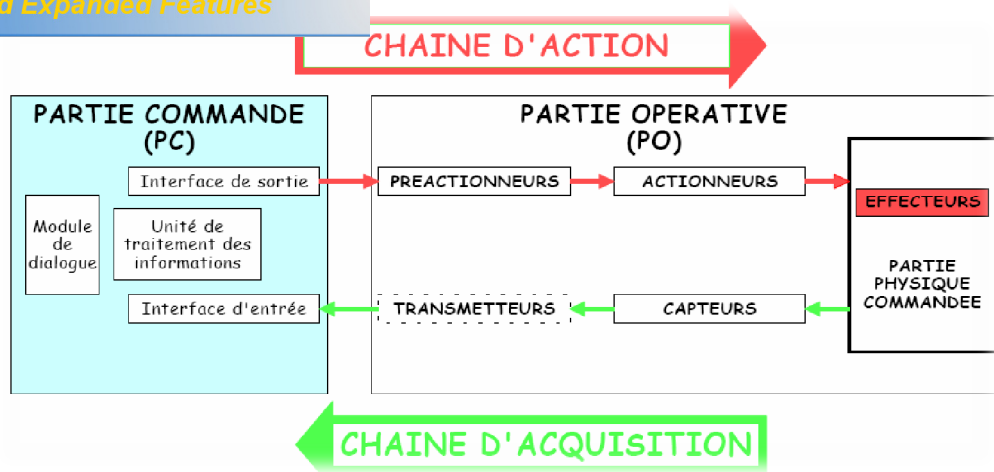 d Expanded Features
CHAINE D'ACTION
PARTIE COMMANDE
(PC)
PARTIE OPERATIVE
(PO)
Interface de sortie
PREACTIONNEURS
ACTIONNEURS
EFFECTEURS
Module
de
dialogue
Unité de
traitement des
informations
PARTIE
PHYSIQUE
COMMANDEE
Interface d'entrée
TRANSMETTEURS
CAPTEURS
CHAINE D'ACQUISITION